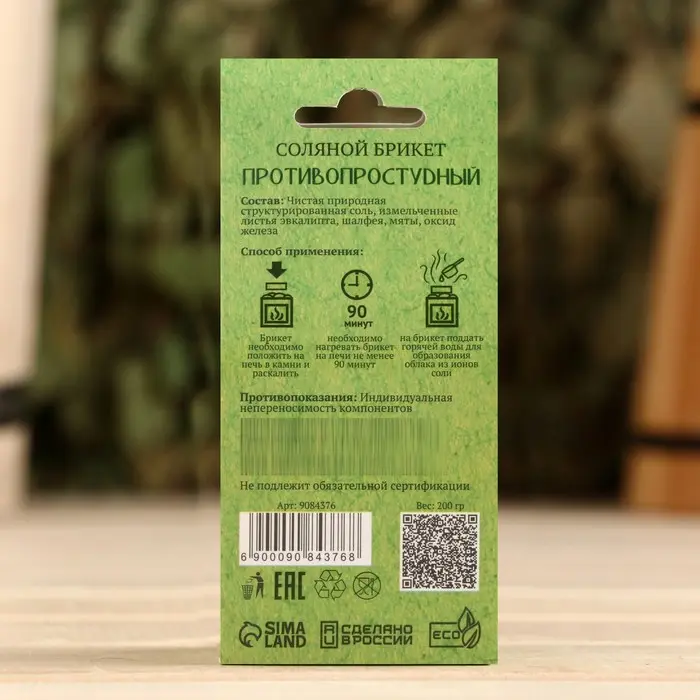 СОЛЯНОЙ БРИКЕТ
ПРОТИВОПРОСТУДНЫЙ
Состав: Чистая природная
структурированная соль, измельченные
листья эвкалипта, шалфея, мяты, оксид
железа
Способ применения:
Брикет
необходимо
положить на
печь в камни и
раскалить
90
минут
необходимо
нагревать брикет
на печи не менее
90 минут
на брикет поддать
горячей воды для
образования
облака из ионов
соли
Противопоказания: Индивидуальная
непереносимость компонентов
Не подлежит обязательной сертификации
Арт: 9084376
Вес: 200 гр
6 900090 843768
EAC
SIMA
LAND
СДЕЛАНО
В РОССИИ
ECO